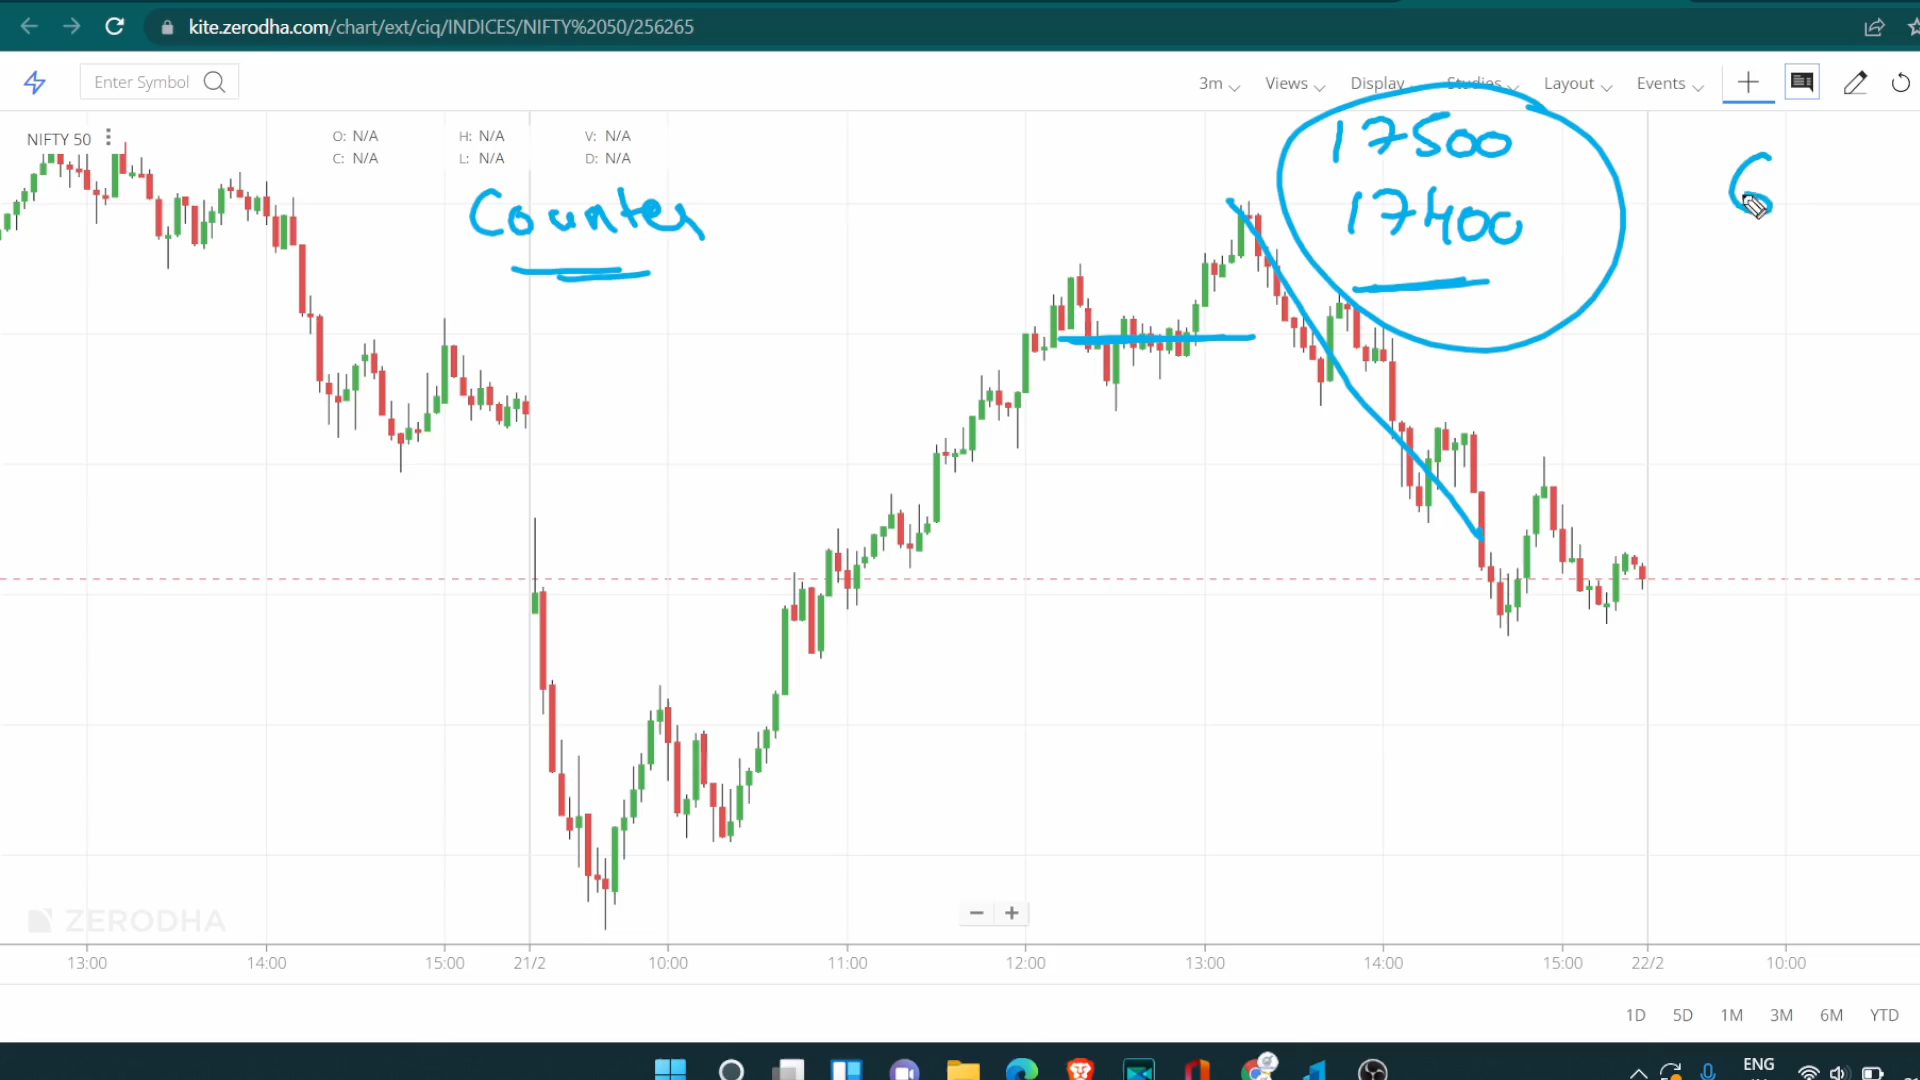 kite.zerodha.com/chart/ext/ciq/INDICES/NIFTY%2050/256265
Enter Symbol
3m Views Display Studies Layout Events
NIFTY 50
O: N/A H: N/A V: N/A
C: N/A L: N/A D: N/A
17500
17400
6
Counter
ZERODHA
13:00 14:00 15:00 21/2 10:00 11:00 12:00 13:00 14:00 15:00 22/2 10:00
1D 5D 1M 3M 6M YTD
ENG